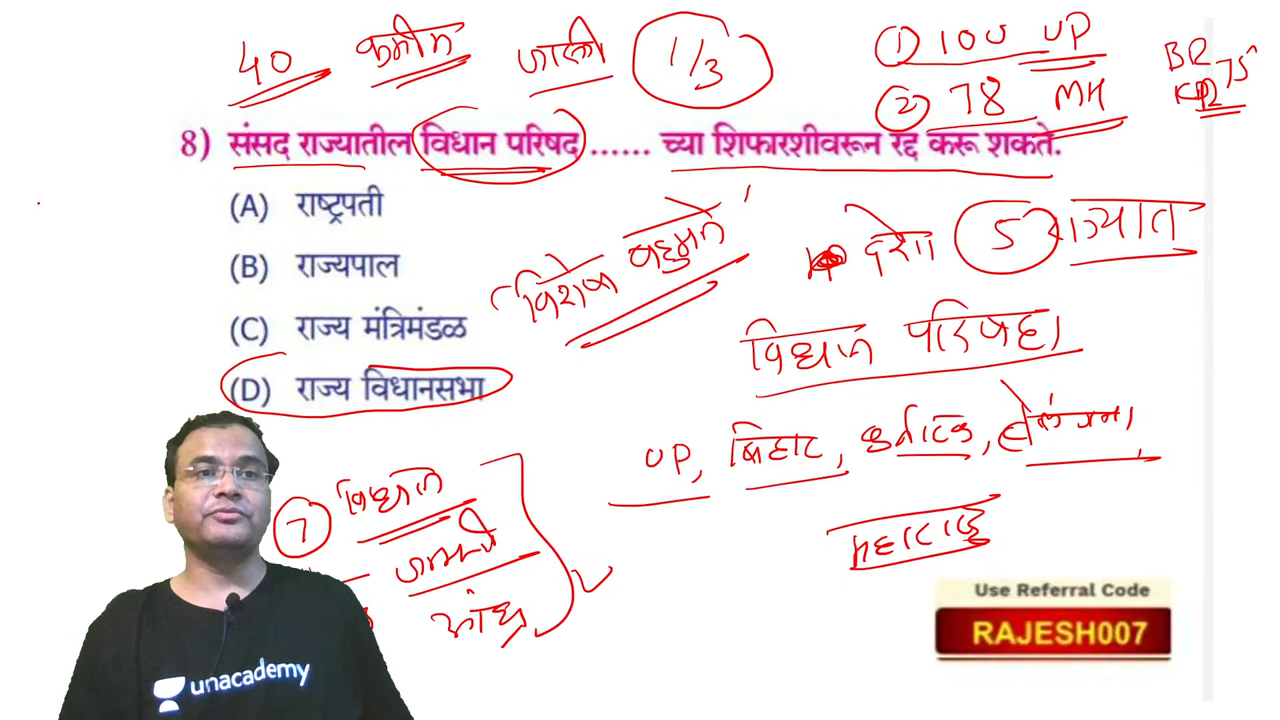 40 कमीत जास्ती 1/3
① 100 UP
② 78 MH
BR
75
8) संसद राज्यातील विधान परिषद ...... च्या शिफारशीवरून रद्द करू शकते.
(A) राष्ट्रपती
(B) राज्यपाल
(C) राज्य मंत्रिमंडळ
(D) राज्य विधानसभा
विशेष बहुमत
5 राज्यात
विधान परिषदा
UP, बिहार, कर्नाटक,
महाराष्ट्र
7
आंध्र
unacademy
Use Referral Code
RAJESH007